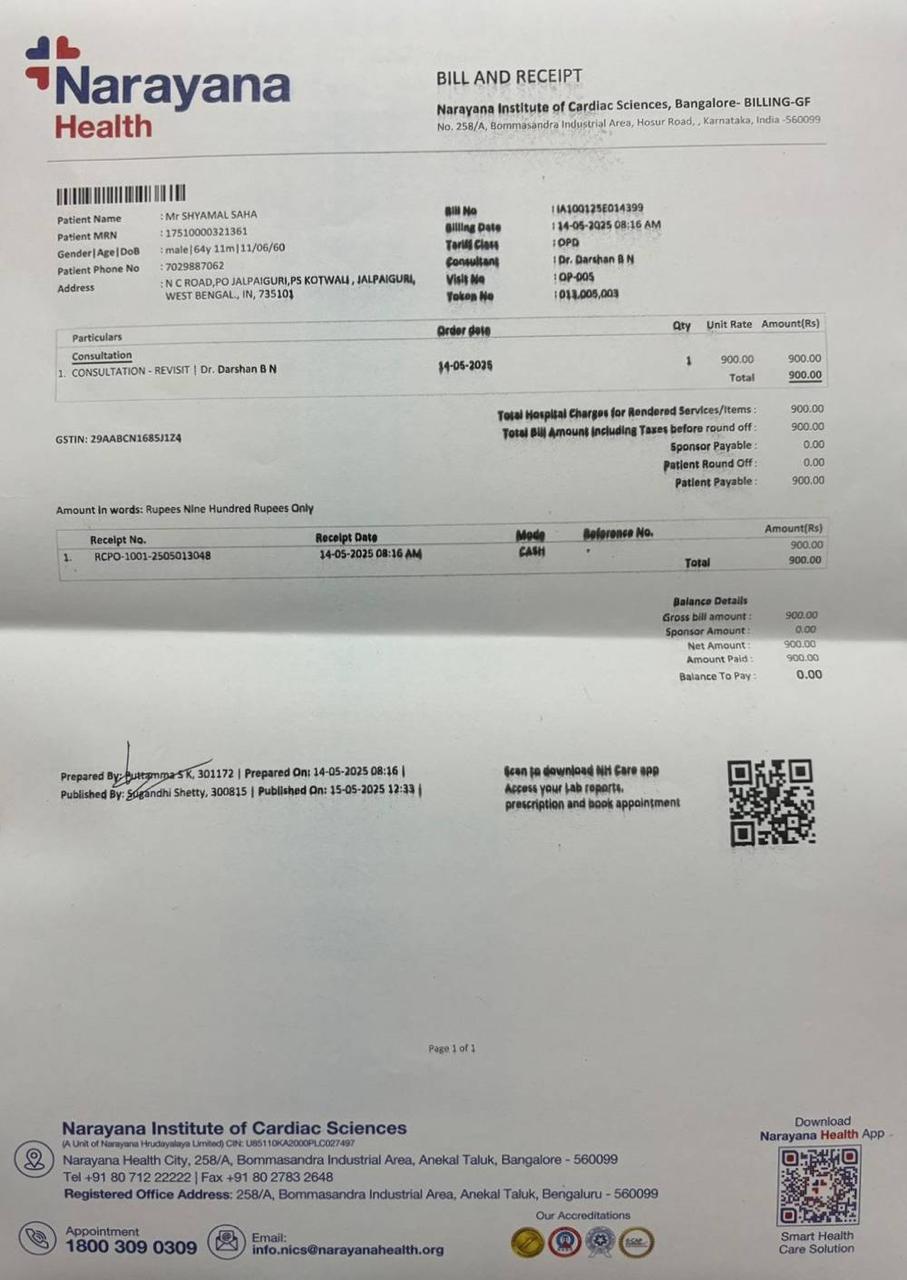 Narayana
Health
BILL AND RECEIPT
Narayana Institute of Cardiac Sciences, Bangalore- BILLING-GF
No. 258/A, Bommasandra Industrial Area, Hosur Road, , Karnataka, India -560099
Patient Name : Mr SHYAMAL SAHA
Patient MRN : 17510000321361
Gender|Age|DoB : male|64y 11m|11/06/60
Patient Phone No : 7029887062
Address : N C ROAD,PO JALPAIGURI,PS KOTWALI , JALPAIGURI,
WEST BENGAL., IN, 735101
Bill No : IA100125E014399
Billing Date : 14-05-2025 08:16 AM
Tariff Class : OPD
Consultant : Dr. Darshan B N
Visit No : OP-005
Token No : 013,005,003
Particulars Order date Qty Unit Rate Amount(Rs)
Consultation
1. CONSULTATION - REVISIT | Dr. Darshan B N 14-05-2025 1 900.00 900.00
Total 900.00
Total Hospital Charges for Rendered Services/Items : 900.00
GSTIN: 29AABCN1685J1Z4
Total Bill Amount Including Taxes before round off : 900.00
Sponsor Payable : 0.00
Patient Round Off : 0.00
Patient Payable : 900.00
Amount In words: Rupees Nine Hundred Rupees Only
Receipt No. Receipt Date Mode Reference No. Amount(Rs)
1. RCPO-1001-2505013048 14-05-2025 08:16 AM CASH 900.00
Total 900.00
Balance Details
Gross bill amount : 900.00
Sponsor Amount : 0.00
Net Amount : 900.00
Amount Paid : 900.00
Balance To Pay : 0.00
Prepared By: Puttamma S K, 301172 | Prepared On: 14-05-2025 08:16 |
Published By: Sugandhi Shetty, 300815 | Published On: 15-05-2025 12:33 |
Scan to download NH Care app
Access your Lab reports,
prescription and book appointment
Page 1 of 1
Narayana Institute of Cardiac Sciences
(A Unit of Narayana Hrudayalaya Limited) CIN: U85110KA2000PLC027497
Narayana Health City, 258/A, Bommasandra Industrial Area, Anekal Taluk, Bangalore - 560099
Tel +91 80 712 22222 | Fax +91 80 2783 2648
Registered Office Address: 258/A, Bommasandra Industrial Area, Anekal Taluk, Bengaluru - 560099
Appointment
1800 309 0309
Email:
info.nics@narayanahealth.org
Our Accreditations
Download
Narayana Health App
Smart Health
Care Solution